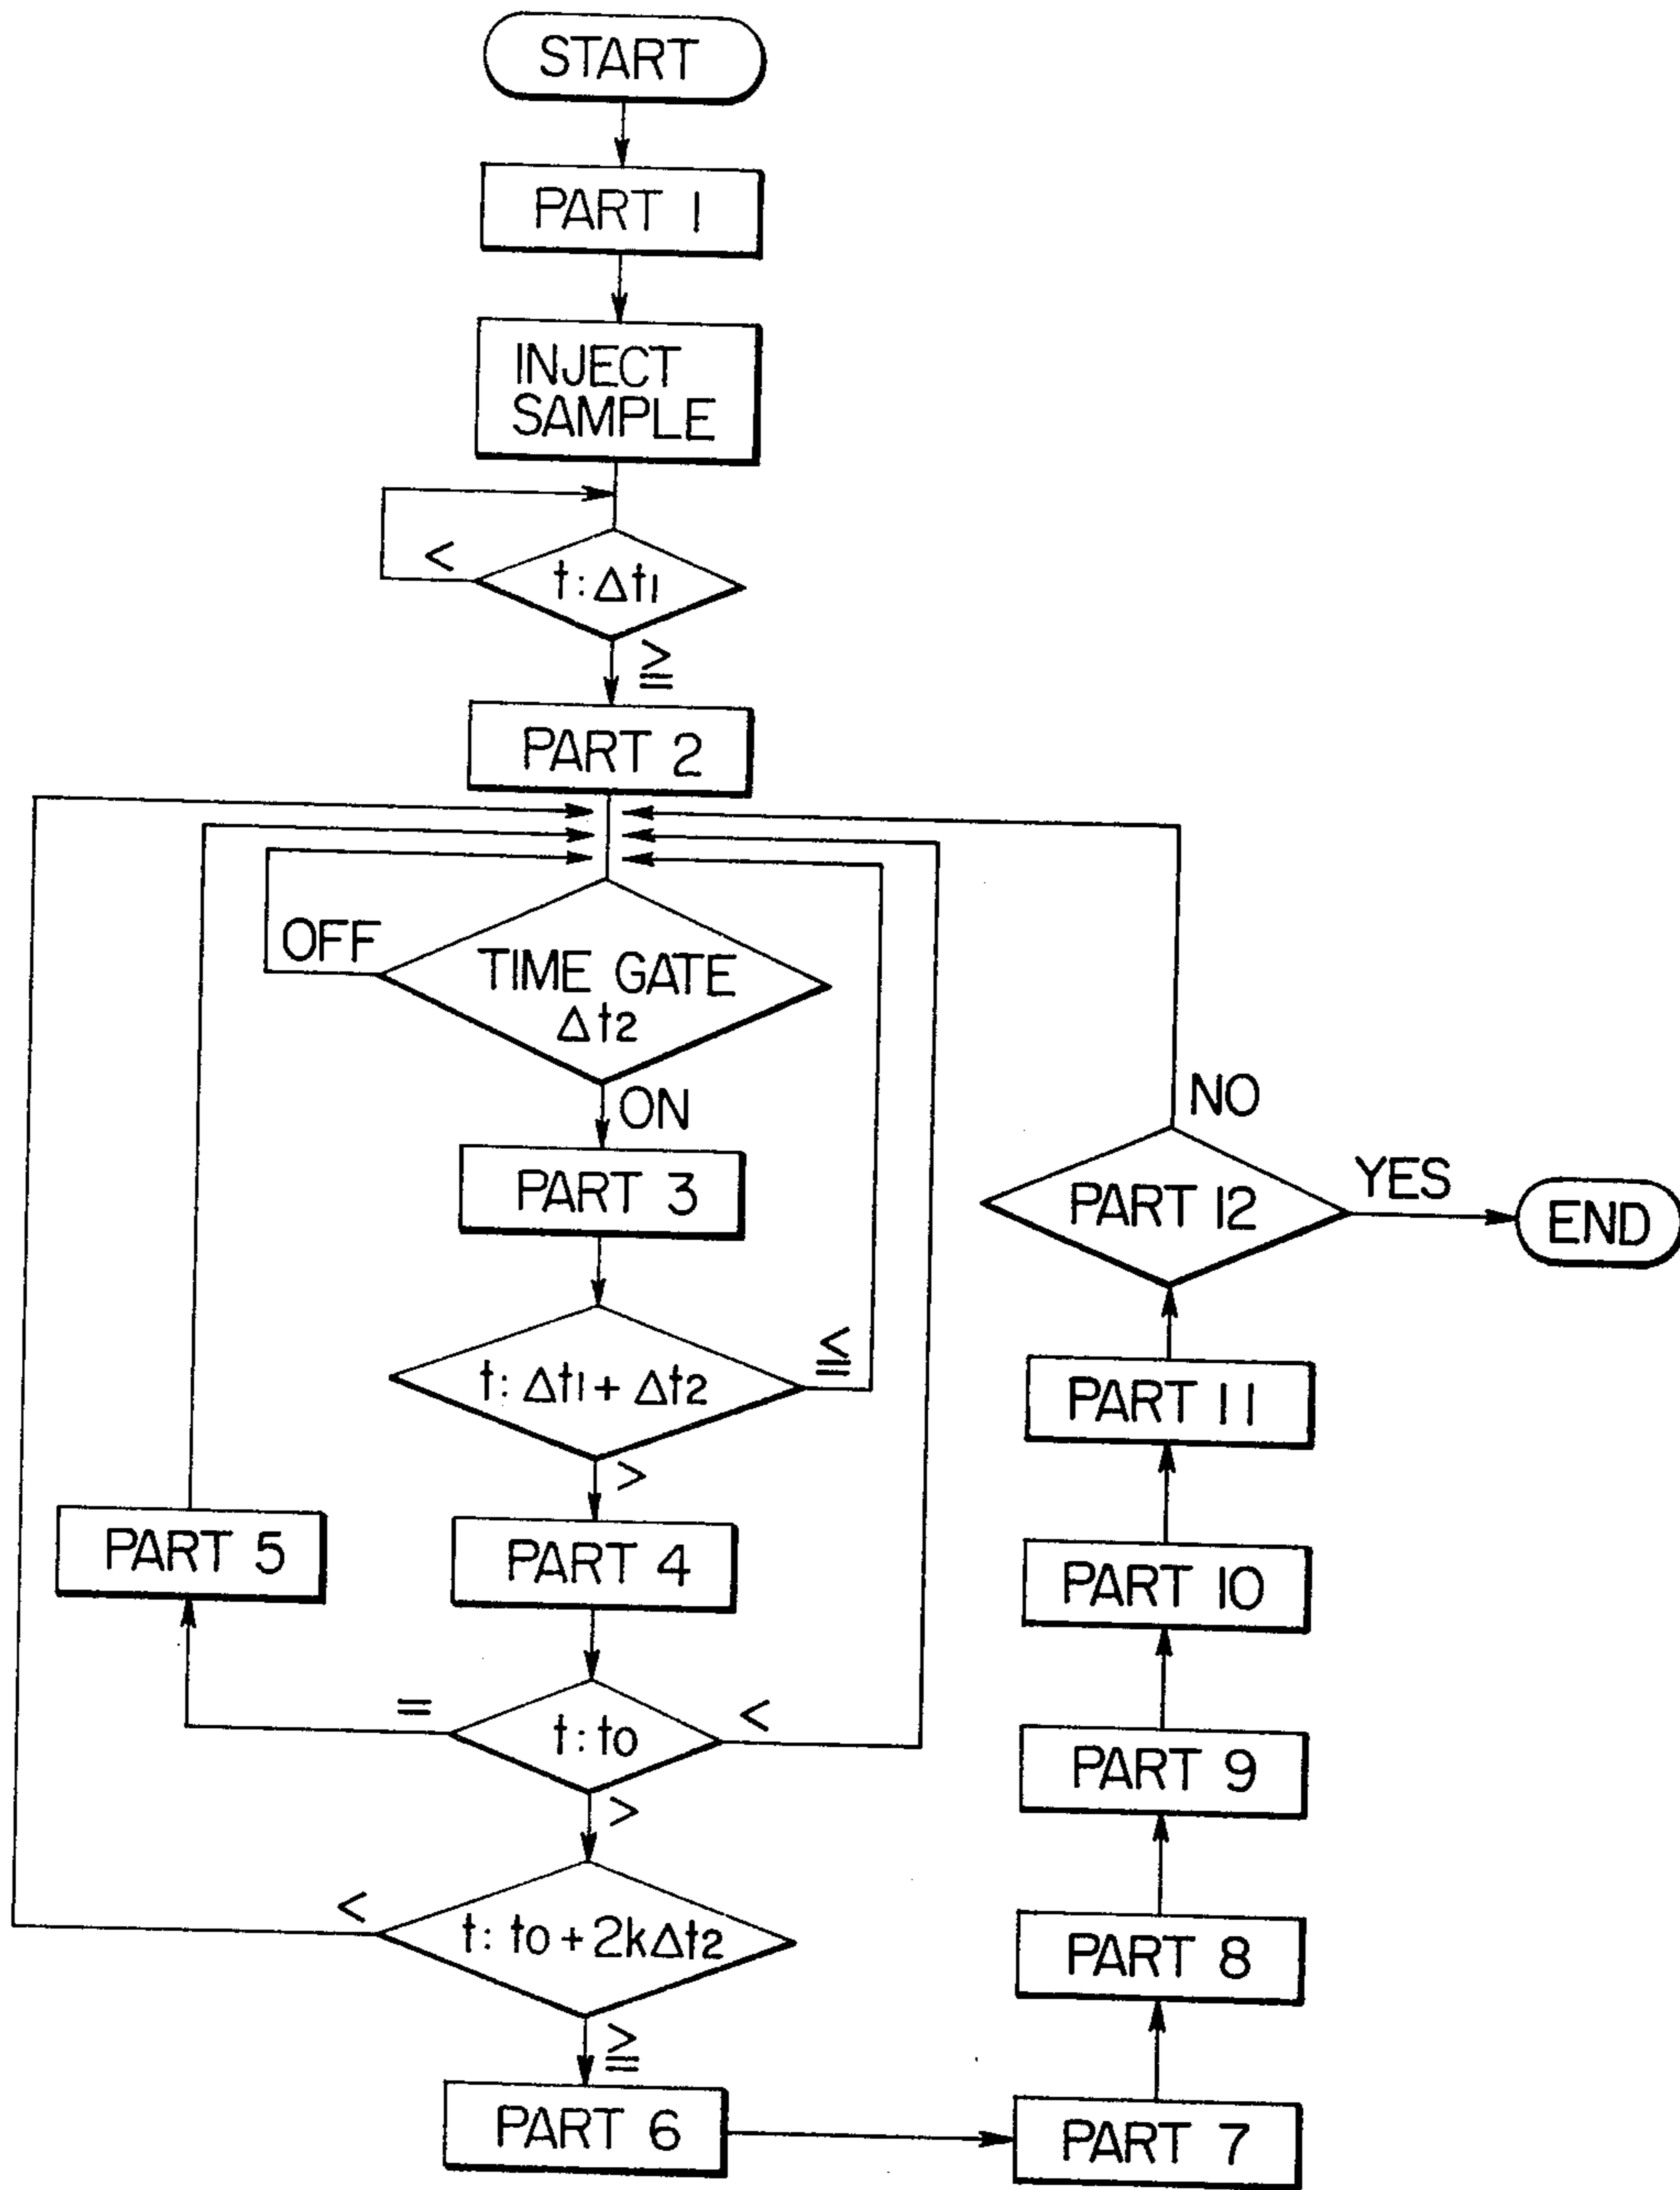 START
PART 1
INJECT
SAMPLE
<
t: Δt1
≧
PART 2
OFF
TIME GATE
Δt2
ON
PART 3
t: Δt1 + Δt2
≦
>
PART 5
PART 4
=
t: t0
<
>
<
t: t0 + 2kΔt2
≧
PART 6
PART 7
PART 8
PART 9
PART 10
PART 11
PART 12
NO
YES
END